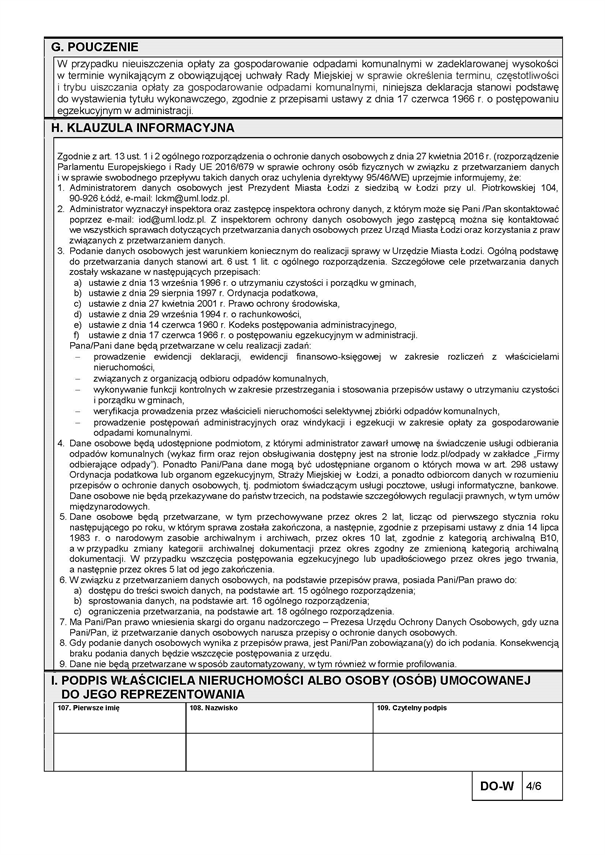 G. POUCZENIE
W przypadku nieuiszczenia opłaty za gospodarowanie odpadami komunalnymi w zadeklarowanej wysokości
w terminie wynikającym z obowiązującej uchwały Rady Miejskiej w sprawie określenia terminu, częstotliwości
i trybu uiszczania opłaty za gospodarowanie odpadami komunalnymi, niniejsza deklaracja stanowi podstawę
do wystawienia tytułu wykonawczego, zgodnie z przepisami ustawy z dnia 17 czerwca 1966 r. o postępowaniu
egzekucyjnym w administracji.
H. KLAUZULA INFORMACYJNA
Zgodnie z art. 13 ust. 1 i 2 ogólnego rozporządzenia o ochronie danych osobowych z dnia 27 kwietnia 2016 r. (rozporządzenie
Parlamentu Europejskiego i Rady UE 2016/679 w sprawie ochrony osób fizycznych w związku z przetwarzaniem danych
i w sprawie swobodnego przepływu takich danych oraz uchylenia dyrektywy 95/46/WE) uprzejmie informujemy, że:
1. Administratorem danych osobowych jest Prezydent Miasta Łodzi z siedzibą w Łodzi przy ul. Piotrkowskiej 104,
90-926 Łódź, e-mail: lckm@uml.lodz.pl.
2. Administrator wyznaczył inspektora oraz zastępcę inspektora ochrony danych, z którym może się Pani /Pan skontaktować
poprzez e-mail: iod@uml.lodz.pl. Z inspektorem ochrony danych osobowych jego zastępcą można się kontaktować
we wszystkich sprawach dotyczących przetwarzania danych osobowych przez Urząd Miasta Łodzi oraz korzystania z praw
związanych z przetwarzaniem danych.
3. Podanie danych osobowych jest warunkiem koniecznym do realizacji sprawy w Urzędzie Miasta Łodzi. Ogólną podstawę
do przetwarzania danych stanowi art. 6 ust. 1 lit. c ogólnego rozporządzenia. Szczegółowe cele przetwarzania danych
zostały wskazane w następujących przepisach:
a) ustawie z dnia 13 września 1996 r. o utrzymaniu czystości i porządku w gminach,
b) ustawie z dnia 29 sierpnia 1997 r. Ordynacja podatkowa,
c) ustawie z dnia 27 kwietnia 2001 r. Prawo ochrony środowiska,
d) ustawie z dnia 29 września 1994 r. o rachunkowości,
e) ustawie z dnia 14 czerwca 1960 r. Kodeks postępowania administracyjnego,
f) ustawie z dnia 17 czerwca 1966 r. o postępowaniu egzekucyjnym w administracji.
Pana/Pani dane będą przetwarzane w celu realizacji zadań:
– prowadzenie ewidencji deklaracji, ewidencji finansowo-księgowej w zakresie rozliczeń z właścicielami
nieruchomości,
– związanych z organizacją odbioru odpadów komunalnych,
– wykonywanie funkcji kontrolnych w zakresie przestrzegania i stosowania przepisów ustawy o utrzymaniu czystości
i porządku w gminach,
– weryfikacja prowadzenia przez właścicieli nieruchomości selektywnej zbiórki odpadów komunalnych,
– prowadzenie postępowań administracyjnych oraz windykacji i egzekucji w zakresie opłaty za gospodarowanie
odpadami komunalnymi.
4. Dane osobowe będą udostępnione podmiotom, z którymi administrator zawarł umowę na świadczenie usługi odbierania
odpadów komunalnych (wykaz firm oraz rejon obsługiwania dostępny jest na stronie lodz.pl/odpady w zakładce „Firmy
odbierające odpady"). Ponadto Pani/Pana dane mogą być udostępnione organom o których mowa w art. 298 ustawy
Ordynacja podatkowa lub organom egzekucyjnym, Straży Miejskiej w Łodzi, a ponadto odbiorcom danych w rozumieniu
przepisów o ochronie danych osobowych, tj. podmiotom świadczącym usługi pocztowe, usługi informatyczne, bankowe.
Dane osobowe nie będą przekazywane do państw trzecich, na podstawie szczegółowych regulacji prawnych, w tym umów
międzynarodowych.
5. Dane osobowe będą przetwarzane, w tym przechowywane przez okres 2 lat, licząc od pierwszego stycznia roku
następującego po roku, w którym sprawa została zakończona, a następnie, zgodnie z przepisami ustawy z dnia 14 lipca
1983 r. o narodowym zasobie archiwalnym i archiwach, przez okres 10 lat, zgodnie z kategorią archiwalną B10,
a w przypadku zmiany kategorii archiwalnej dokumentacji przez okres zgodny ze zmienioną kategorią archiwalną
dokumentacji. W przypadku wszczęcia postępowania egzekucyjnego lub upadłościowego przez okres jego trwania,
a następnie przez okres 5 lat od jego zakończenia.
6. W związku z przetwarzaniem danych osobowych, na podstawie przepisów prawa, posiada Pani/Pan prawo do:
a) dostępu do treści swoich danych, na podstawie art. 15 ogólnego rozporządzenia;
b) sprostowania danych, na podstawie art. 16 ogólnego rozporządzenia;
c) ograniczenia przetwarzania, na podstawie art. 18 ogólnego rozporządzenia.
7. Ma Pani/Pan prawo wniesienia skargi do organu nadzorczego – Prezesa Urzędu Ochrony Danych Osobowych, gdy uzna
Pani/Pan, iż przetwarzanie danych osobowych narusza przepisy o ochronie danych osobowych.
8. Gdy podanie danych osobowych wynika z przepisów prawa, jest Pani/Pan zobowiązana(y) do ich podania. Konsekwencją
braku podania danych będzie wszczęcie postępowania z urzędu.
9. Dane nie będą przetwarzane w sposób zautomatyzowany, w tym również w formie profilowania.
I. PODPIS WŁAŚCICIELA NIERUCHOMOŚCI ALBO OSOBY (OSÓB) UMOCOWANEJ
DO JEGO REPREZENTOWANIA
107. Pierwsze imię
108. Nazwisko
109. Czytelny podpis
DO-W 4/6